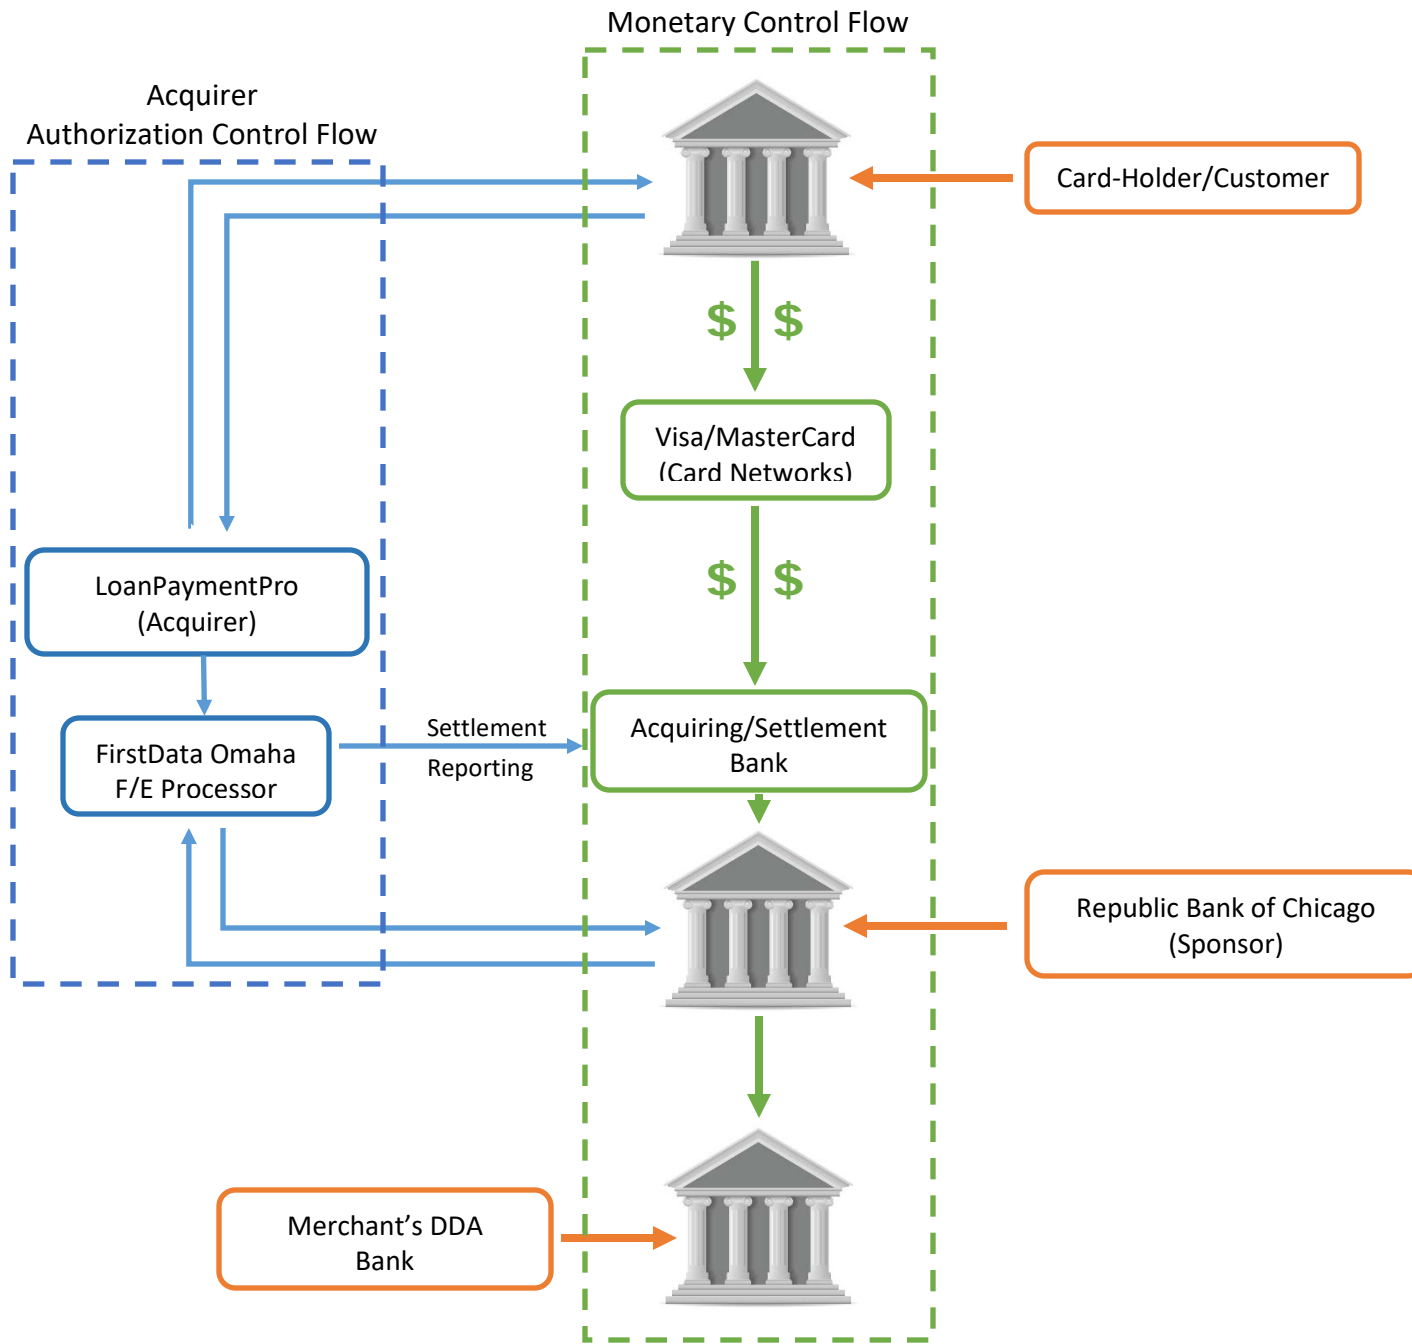 Monetary Control Flow
Acquirer
Authorization Control Flow
Card-Holder/Customer
$ $
Visa/MasterCard
(Card Networks)
$ $
LoanPaymentPro
(Acquirer)
FirstData Omaha
F/E Processor
Settlement
Reporting
Acquiring/Settlement
Bank
Republic Bank of Chicago
(Sponsor)
Merchant’s DDA
Bank